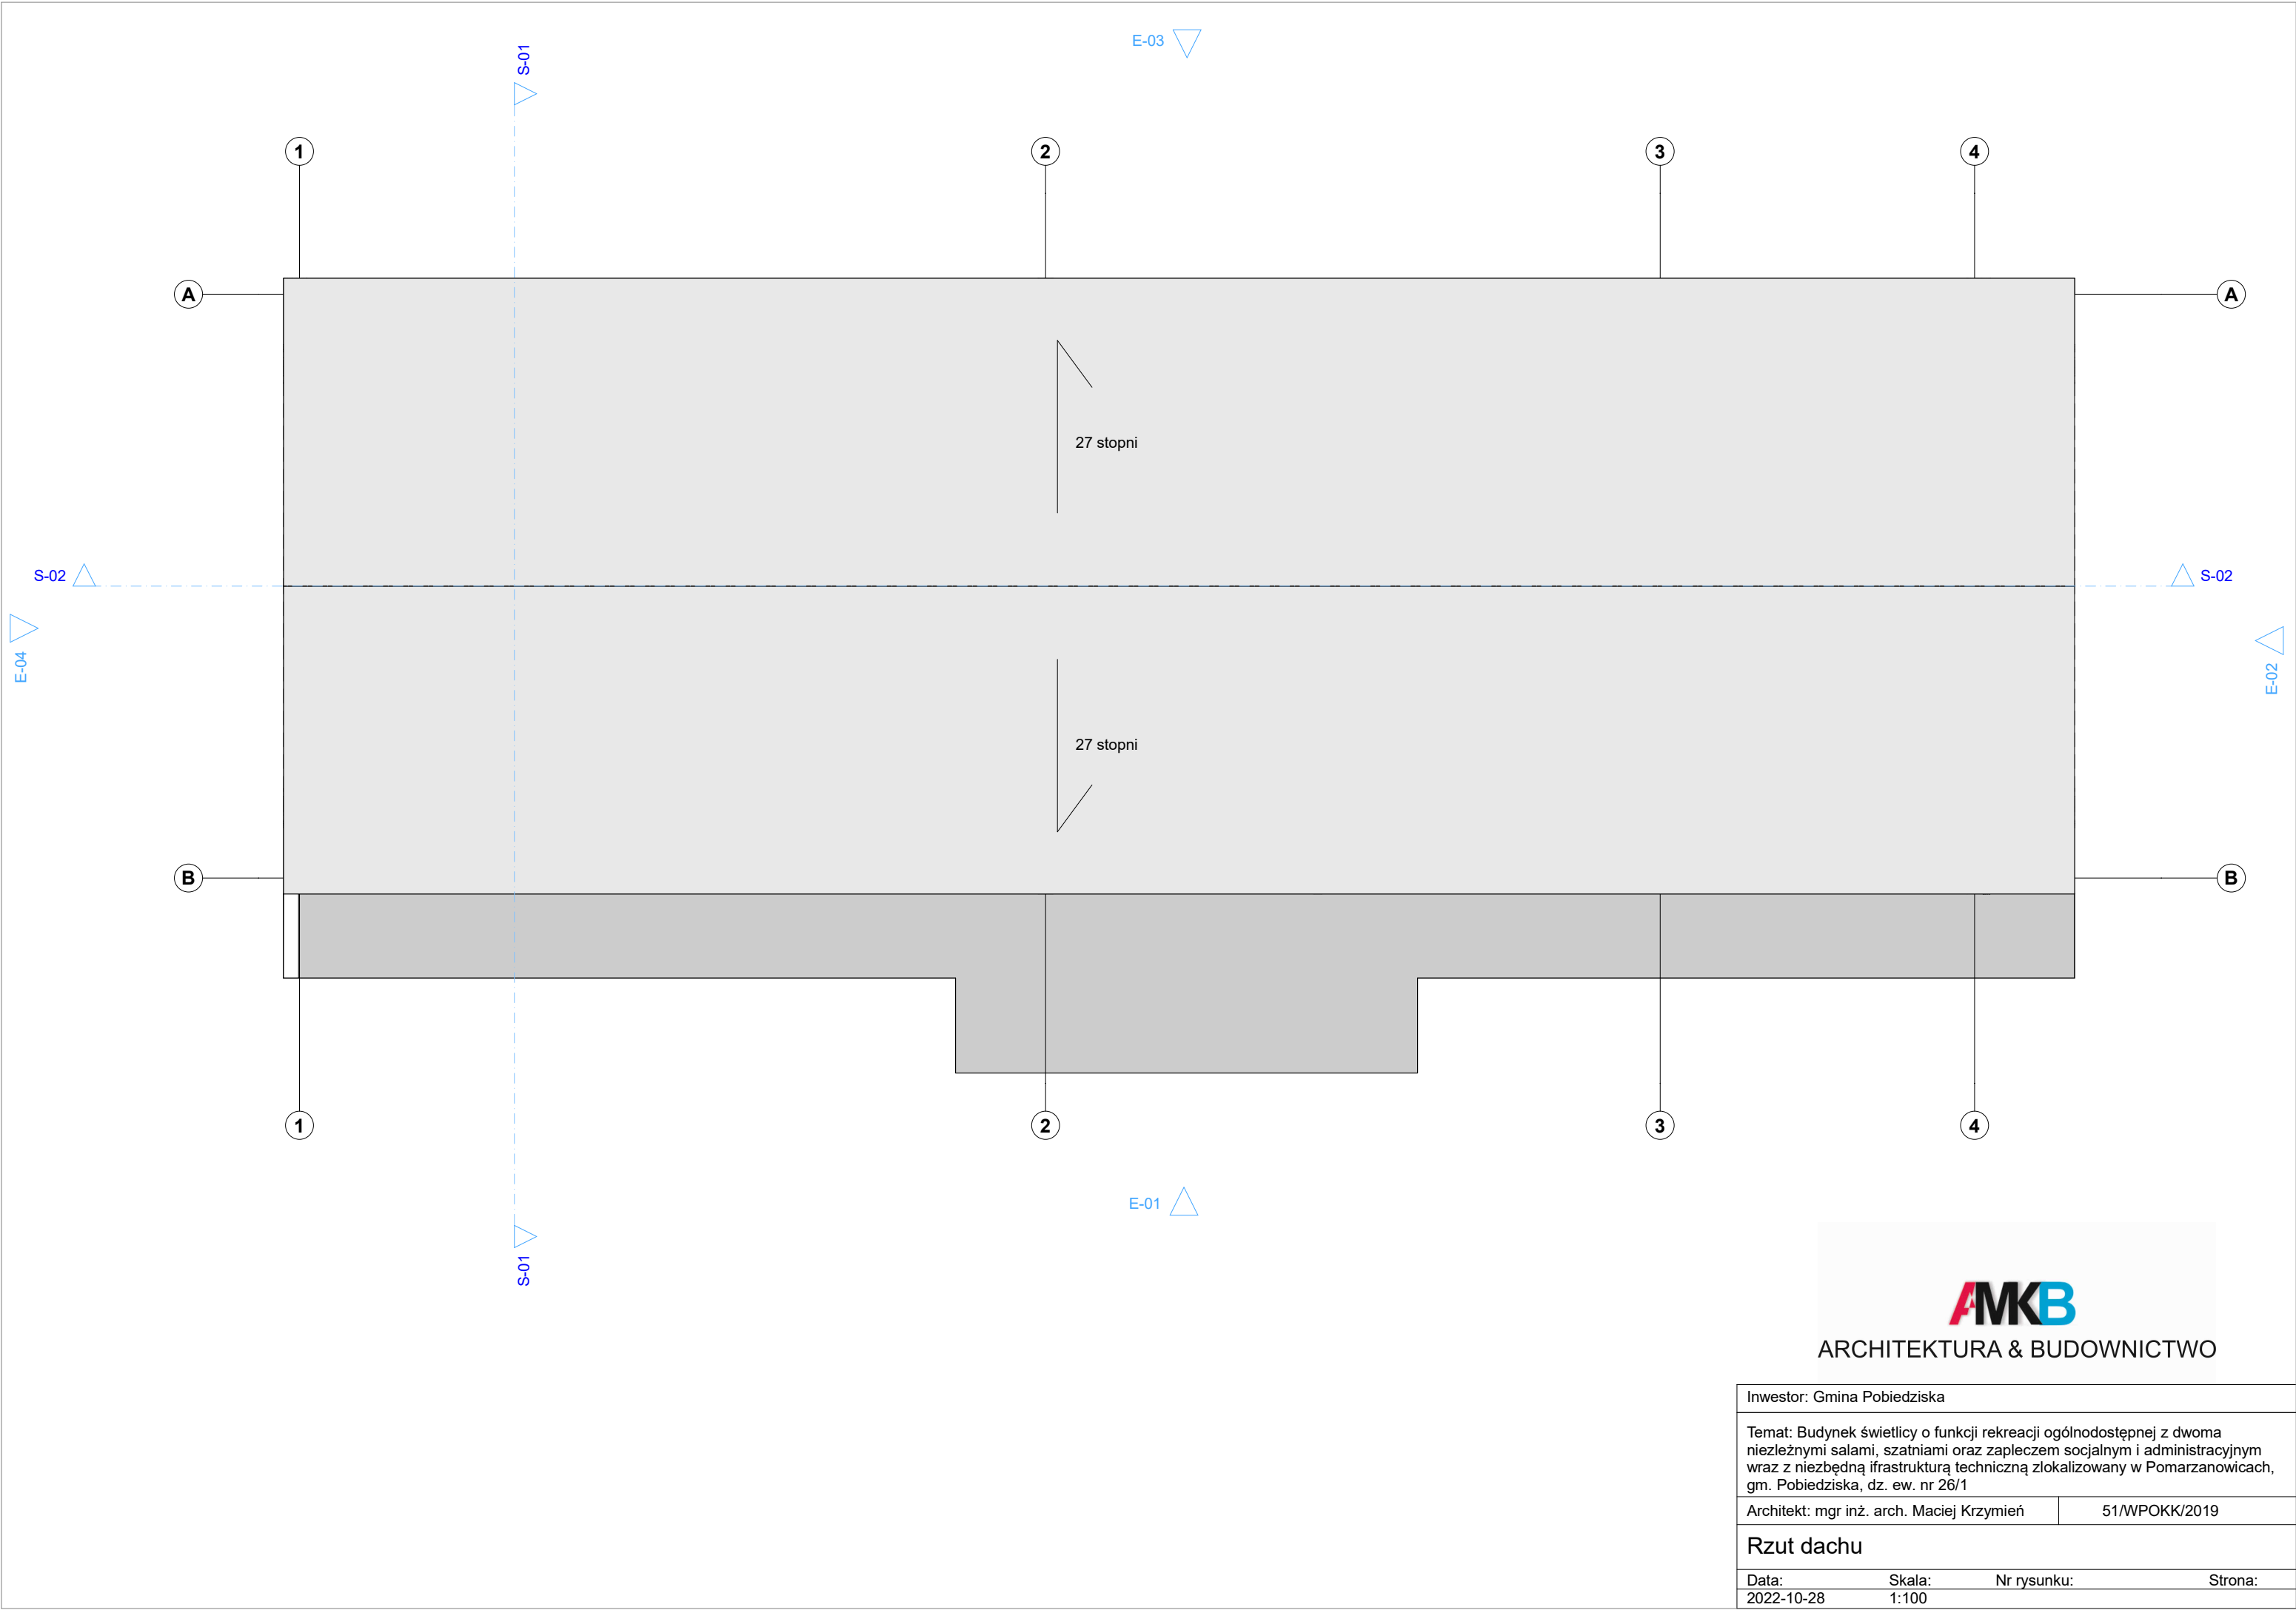 E-03
S-01
1 2 3 4
A A
27 stopni
S-02 S-02
E-04 E-02
27 stopni
B B
1 2 3 4
E-01
S-01
AMKB
ARCHITEKTURA & BUDOWNICTWO
Inwestor: Gmina Pobiedziska
Temat: Budynek świetlicy o funkcji rekreacji ogólnodostępnej z dwoma
niezleżnymi salami, szatniami oraz zapleczem socjalnym i administracyjnym
wraz z niezbędną ifrastrukturą techniczną zlokalizowany w Pomarzanowicach,
gm. Pobiedziska, dz. ew. nr 26/1
Architekt: mgr inż. arch. Maciej Krzymień 51/WPOKK/2019
Rzut dachu
Data: Skala: Nr rysunku: Strona:
2022-10-28 1:100